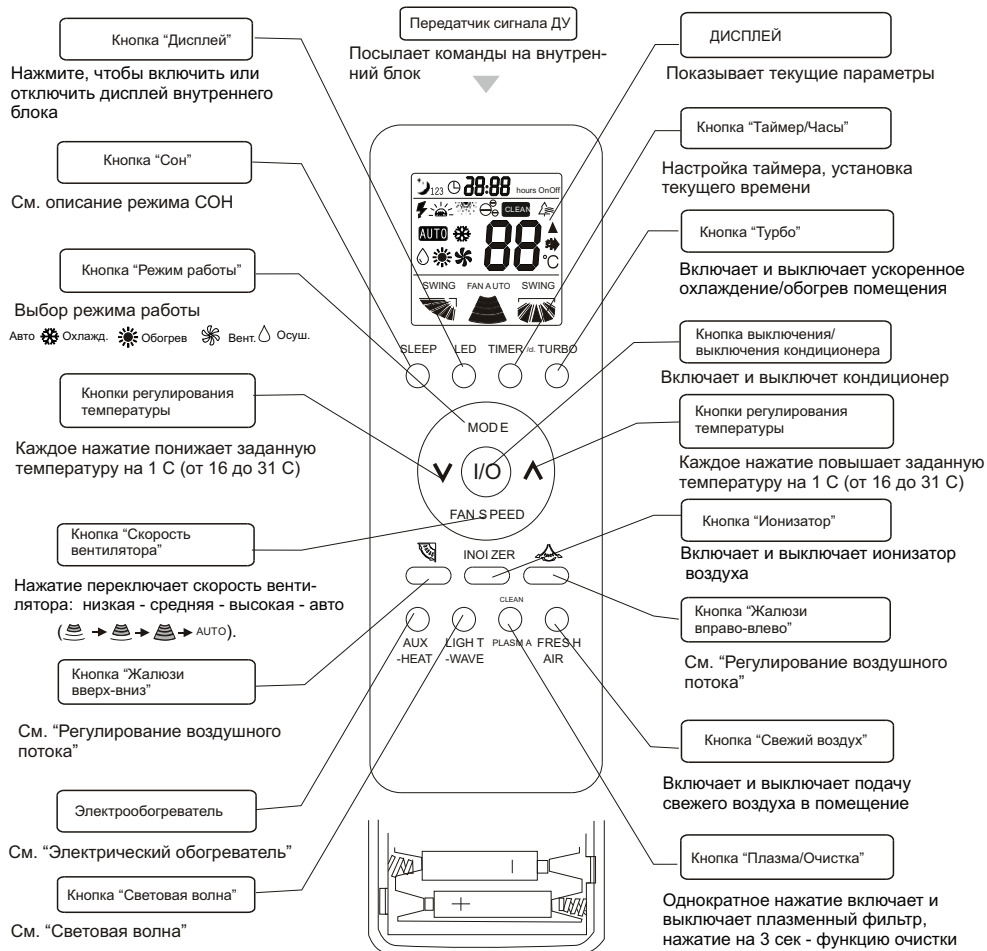 Передатчик сигнала ДУ
Посылает команды на внутрен-
ний блок
Кнопка “Дисплей”
Нажмите, чтобы включить или
отключить дисплей внутреннего
блока
Кнопка “Сон”
См. описание режима СОН
Кнопка “Режим работы”
Выбор режима работы
Авто Охлажд. Обогрев Вент. Осуш.
Кнопки регулирования
температуры
Каждое нажатие понижает заданную
температуру на 1 С (от 16 до 31 С)
Кнопка “Скорость
вентилятора”
Нажатие переключает скорость венти-
лятора: низкая - средняя - высокая - авто
( ➔ ➔ ➔ AUTO).
Кнопка “Жалюзи
вверх-вниз”
См. “Регулирование воздушного
потока”
Электрообогреватель
См. “Электрический обогреватель”
Кнопка “Световая волна”
См. “Световая волна”
123 88:88 hours OnOff
CLEAN
AUTO 88 °C
SWING FAN AUTO SWING
SLEEP LED TIMER /cl. TURBO
MODE
I/O
FAN SPEED
INOIZER
CLEAN
AUX LIGHT PLASMA FRESH
-HEAT -WAVE AIR
− 
+
ДИСПЛЕЙ
Показывает текущие параметры
Кнопка “Таймер/Часы”
Настройка таймера, установка
текущего времени
Кнопка “Турбо”
Включает и выключает ускоренное
охлаждение/обогрев помещения
Кнопка выключения/
выключения кондиционера
Включает и выключет кондиционер
Кнопки регулирования
температуры
Каждое нажатие повышает заданную
температуру на 1 С (от 16 до 31 С)
Кнопка “Ионизатор”
Включает и выключает ионизатор
воздуха
Кнопка “Жалюзи
вправо-влево”
См. “Регулирование воздушного
потока”
Кнопка “Свежий воздух”
Включает и выключает подачу
свежего воздуха в помещение
Кнопка “Плазма/Очистка”
Однократное нажатие включает и
выключает плазменный фильтр,
нажатие на 3 сек - функцию очистки